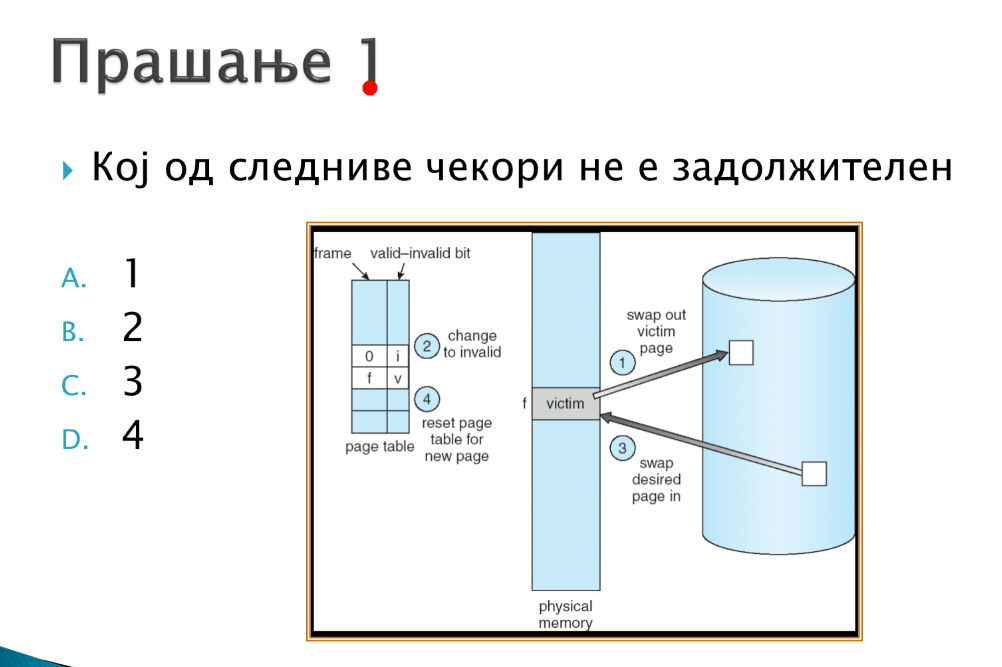 Прашање 1
Кој од следниве чекори не е задолжителен
A. 1
B. 2
C. 3
D. 4
frame valid–invalid bit
0 i
f v
2 change
to invalid
4
reset page
table for
new page
page table
f victim
physical
memory
swap out
victim
page
1
3
swap
desired
page in